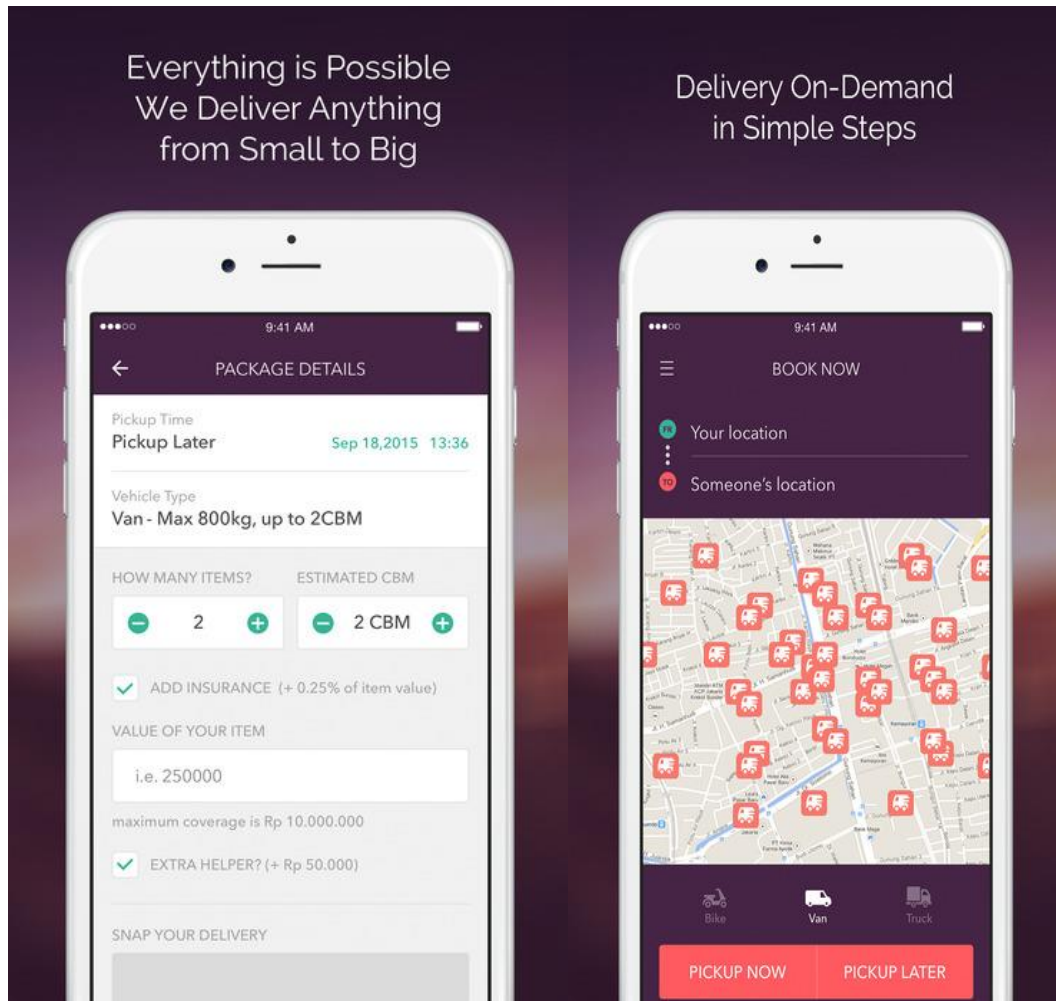 Everything is Possible
We Deliver Anything
from Small to Big
9:41 AM
PACKAGE DETAILS
Pickup Time
Pickup Later Sep 18,2015 13:36
Vehicle Type
Van - Max 800kg, up to 2CBM
HOW MANY ITEMS? ESTIMATED CBM
2 2 CBM
ADD INSURANCE (+ 0.25% of item value)
VALUE OF YOUR ITEM
i.e. 250000
maximum coverage is Rp 10.000.000
EXTRA HELPER? (+ Rp 50.000)
SNAP YOUR DELIVERY
Delivery On-Demand
in Simple Steps
9:41 AM
BOOK NOW
FR Your location
TO Someone's location
Bike Van Truck
PICKUP NOW PICKUP LATER